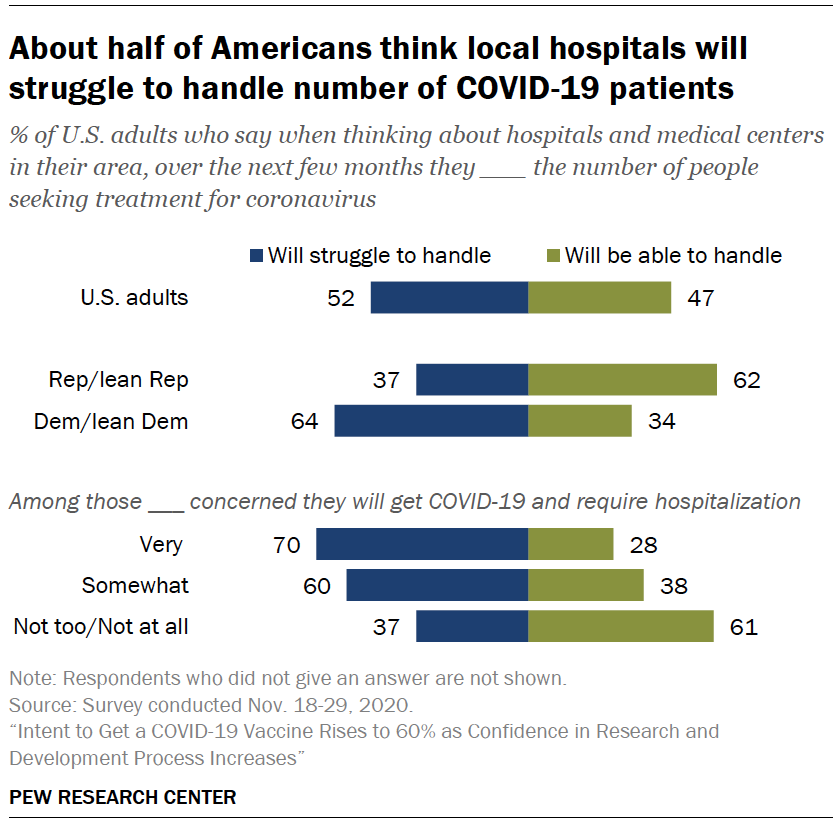 About half of Americans think local hospitals will
struggle to handle number of COVID-19 patients
% of U.S. adults who say when thinking about hospitals and medical centers
in their area, over the next few months they ___ the number of people
seeking treatment for coronavirus
Will struggle to handle Will be able to handle
U.S. adults 52 47
Rep/lean Rep 37 62
Dem/lean Dem 64 34
Among those ___ concerned they will get COVID-19 and require hospitalization
Very 70 28
Somewhat 60 38
Not too/Not at all 37 61
Note: Respondents who did not give an answer are not shown.
Source: Survey conducted Nov. 18-29, 2020.
“Intent to Get a COVID-19 Vaccine Rises to 60% as Confidence in Research and
Development Process Increases”
PEW RESEARCH CENTER